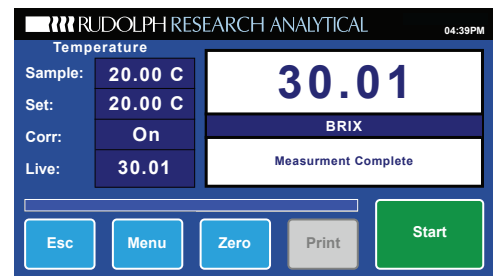 RUDOLPH RESEARCH ANALYTICAL 04:39PM
Temperature
Sample: 20.00 C
Set: 20.00 C
Corr: On
Live: 30.01
30.01
BRIX
Measurment Complete
Esc Menu Zero Print Start